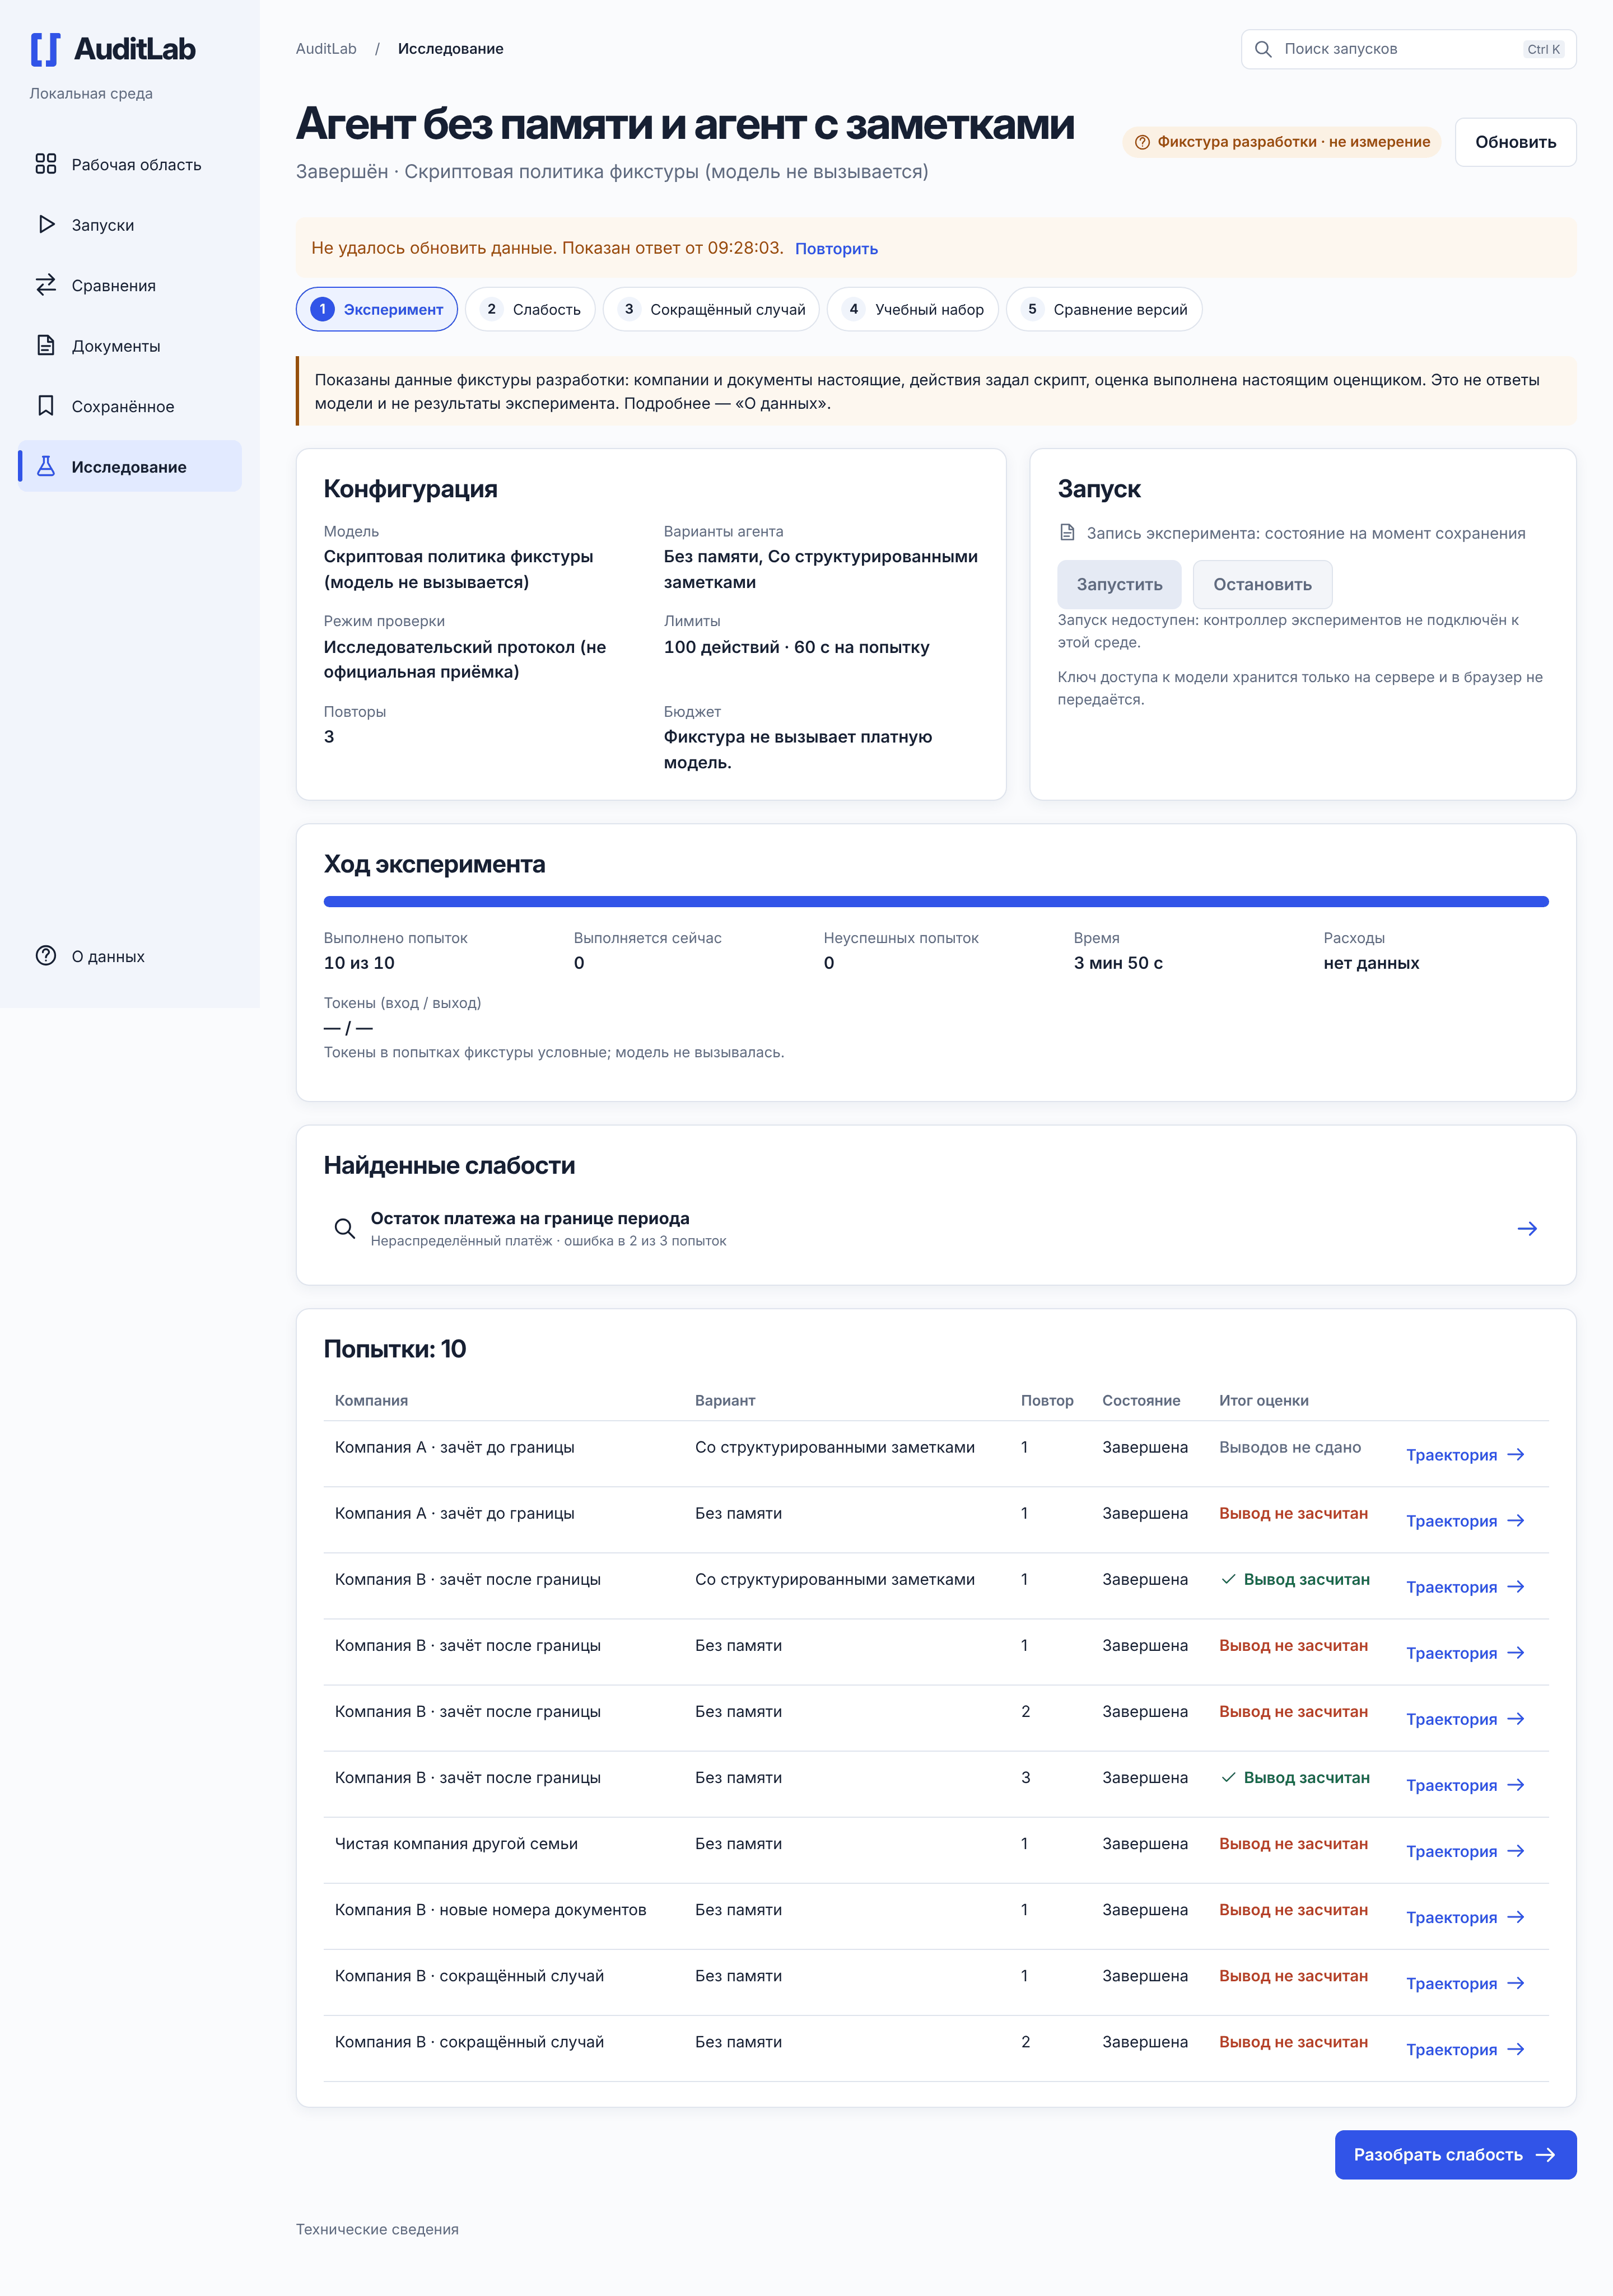 AuditLab
Локальная среда
Рабочая область
Запуски
Сравнения
Документы
Сохранённое
Исследование
О данных
AuditLab / Исследование
Поиск запусков Ctrl K
Агент без памяти и агент с заметками
Завершён · Скриптовая политика фикстуры (модель не вызывается)
Фикстура разработки · не измерение
Обновить
Не удалось обновить данные. Показан ответ от 09:28:03. Повторить
1 Эксперимент 2 Слабость 3 Сокращённый случай 4 Учебный набор 5 Сравнение версий
Показаны данные фикстуры разработки: компании и документы настоящие, действия задал скрипт, оценка выполнена настоящим оценщиком. Это не ответы
модели и не результаты эксперимента. Подробнее — «О данных».
Конфигурация
Модель
Скриптовая политика фикстуры
(модель не вызывается)
Варианты агента
Без памяти, Со структурированными
заметками
Режим проверки
Исследовательский протокол (не
официальная приёмка)
Лимиты
100 действий · 60 с на попытку
Повторы
3
Бюджет
Фикстура не вызывает платную
модель.
Запуск
Запись эксперимента: состояние на момент сохранения
Запустить Остановить
Запуск недоступен: контроллер экспериментов не подключён к
этой среде.
Ключ доступа к модели хранится только на сервере и в браузер не
передаётся.
Ход эксперимента
Выполнено попыток
10 из 10
Выполняется сейчас
0
Неуспешных попыток
0
Время
3 мин 50 с
Расходы
нет данных
Токены (вход / выход)
— / —
Токены в попытках фикстуры условные; модель не вызывалась.
Найденные слабости
Остаток платежа на границе периода
Нераспределённый платёж · ошибка в 2 из 3 попыток
Попытки: 10
Компания Вариант Повтор Состояние Итог оценки
Компания A · зачёт до границы Со структурированными заметками 1 Завершена Выводов не сдано Траектория
Компания A · зачёт до границы Без памяти 1 Завершена Вывод не засчитан Траектория
Компания B · зачёт после границы Со структурированными заметками 1 Завершена Вывод засчитан Траектория
Компания B · зачёт после границы Без памяти 1 Завершена Вывод не засчитан Траектория
Компания B · зачёт после границы Без памяти 2 Завершена Вывод не засчитан Траектория
Компания B · зачёт после границы Без памяти 3 Завершена Вывод засчитан Траектория
Чистая компания другой семьи Без памяти 1 Завершена Вывод не засчитан Траектория
Компания B · новые номера документов Без памяти 1 Завершена Вывод не засчитан Траектория
Компания B · сокращённый случай Без памяти 1 Завершена Вывод не засчитан Траектория
Компания B · сокращённый случай Без памяти 2 Завершена Вывод не засчитан Траектория
Разобрать слабость
Технические сведения